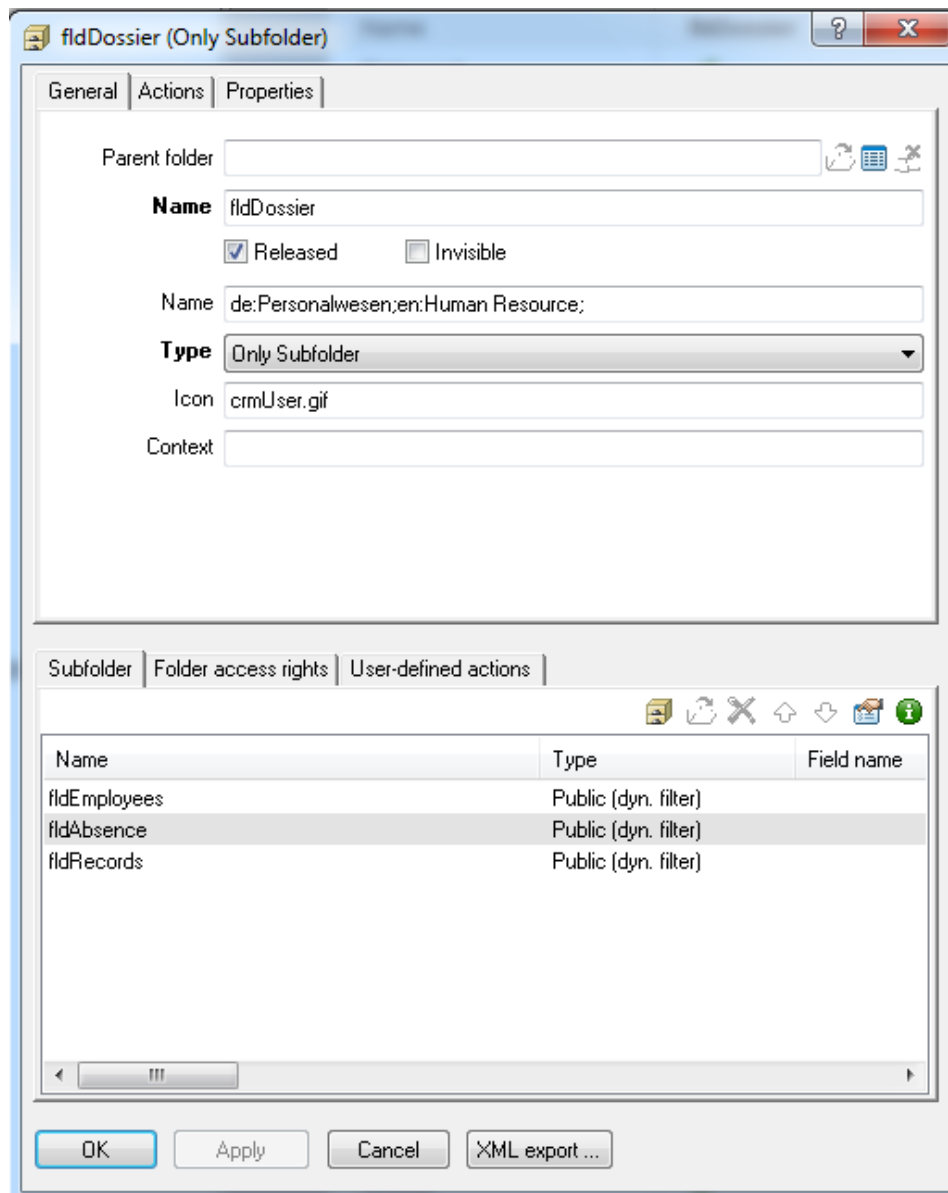 fldDossier (Only Subfolder)
General Actions Properties
Parent folder
Name fldDossier
Released Invisible
Name de:Personalwesen;en:Human Resource;
Type Only Subfolder
Icon crmUser.gif
Context
Subfolder Folder access rights User-defined actions
Name Type Field name
fldEmployees Public (dyn. filter)
fldAbsence Public (dyn. filter)
fldRecords Public (dyn. filter)
OK Apply Cancel XML export ...